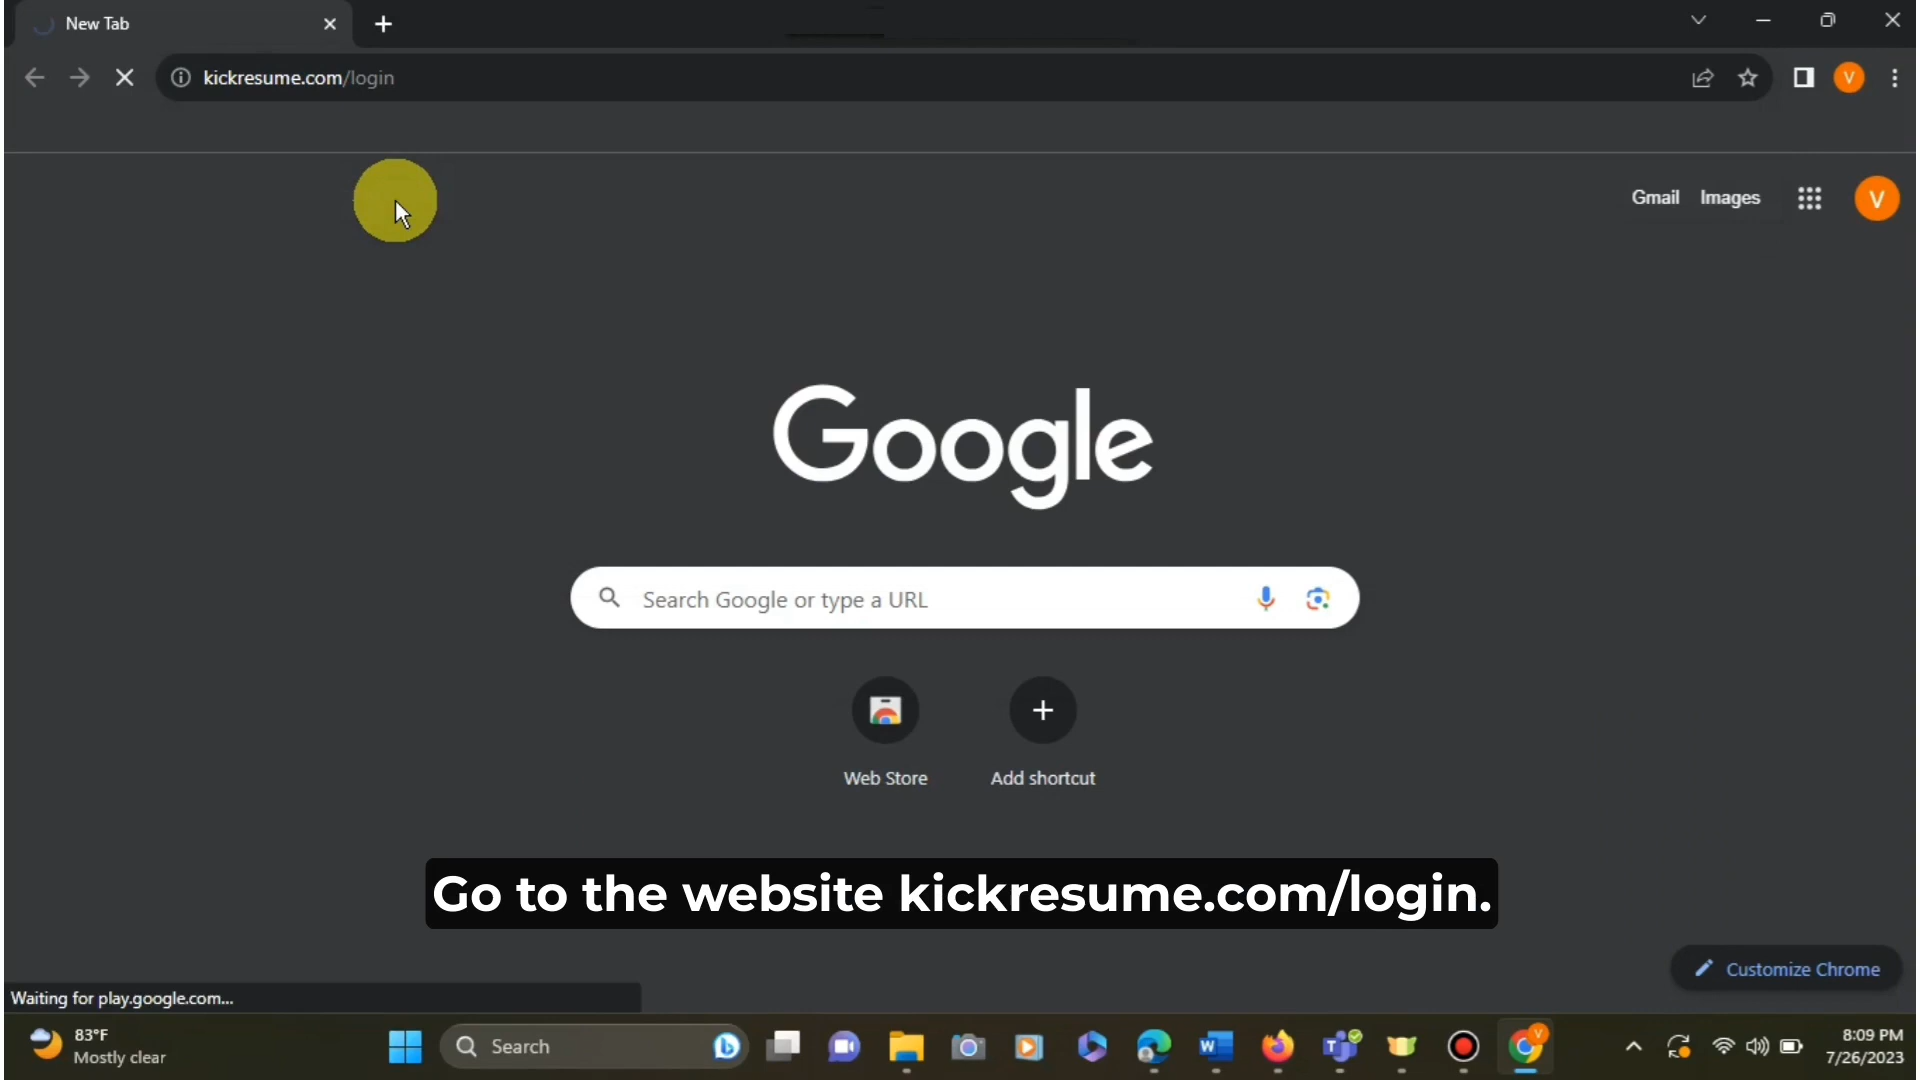 New Tab
kickresume.com/login
V
Gmail Images
V
Google
Search Google or type a URL
Web Store Add shortcut
Go to the website kickresume.com/login.
Customize Chrome
Waiting for play.google.com...
83°F
Mostly clear
Search
8:09 PM
7/26/2023